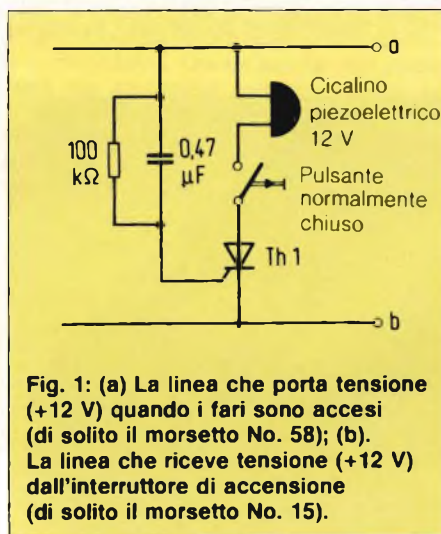 a
Cicalino
piezoelettrico
12 V
100
kΩ
0,47
µF
Pulsante
normalmente
chiuso
Th 1
b
Fig. 1: (a) La linea che porta tensione
(+12 V) quando i fari sono accesi
(di solito il morsetto No. 58); (b).
La linea che riceve tensione (+12 V)
dall'interruttore di accensione
(di solito il morsetto No. 15).